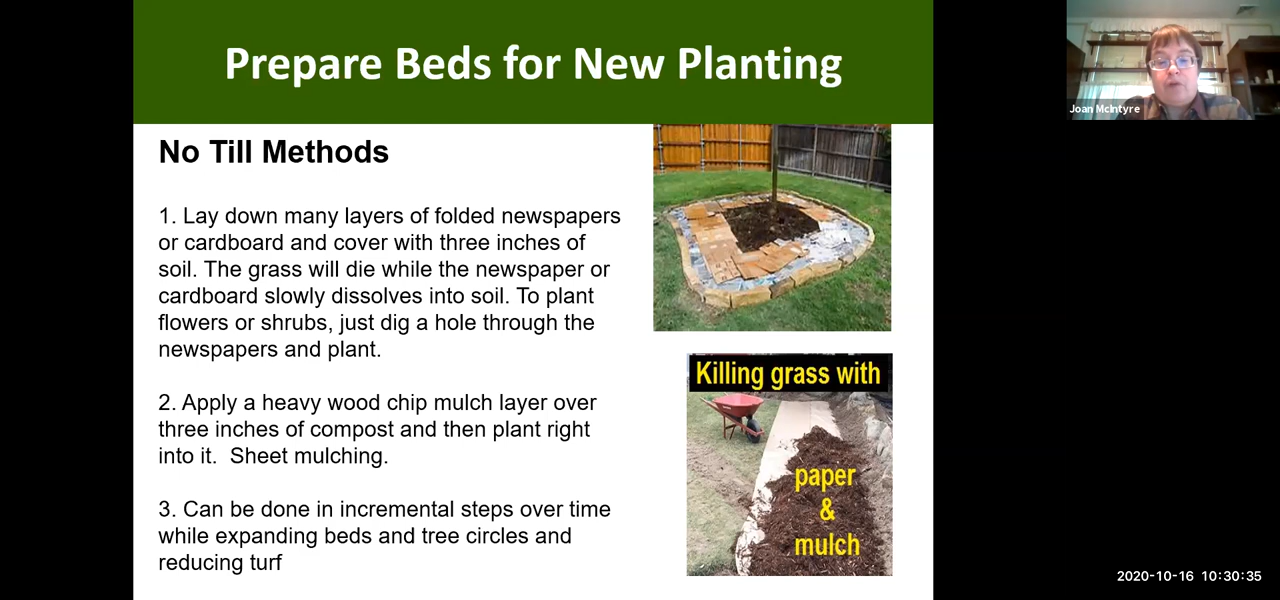 Prepare Beds for New Planting
Joan McIntyre
No Till Methods
1. Lay down many layers of folded newspapers
or cardboard and cover with three inches of
soil. The grass will die while the newspaper or
cardboard slowly dissolves into soil. To plant
flowers or shrubs, just dig a hole through the
newspapers and plant.
2. Apply a heavy wood chip mulch layer over
three inches of compost and then plant right
into it.  Sheet mulching.
3. Can be done in incremental steps over time
while expanding beds and tree circles and
reducing turf
Killing grass with
paper
&
mulch
2020-10-16 10:30:35